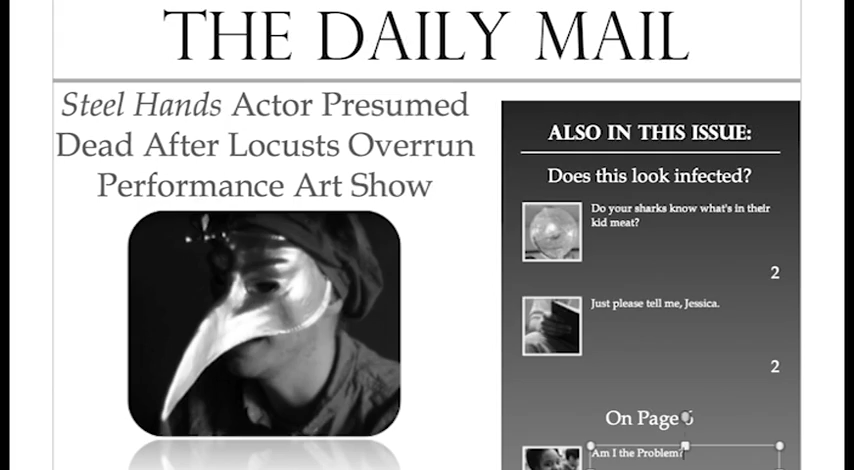 THE DAILY MAIL
Steel Hands Actor Presumed
Dead After Locusts Overrun
Performance Art Show
ALSO IN THIS ISSUE:
Does this look infected?
Do your sharks know what's in their
kid meat?
2
Just please tell me, Jessica.
2
On Page 5
Am I the Problem?